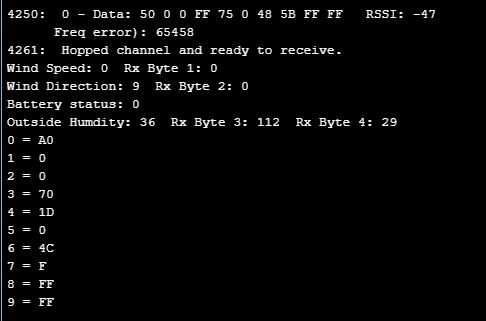 4250:  0 - Data: 50 0 0 FF 75 0 48 5B FF FF   RSSI: -47
      Freq error): 65458
4261:  Hopped channel and ready to receive.
Wind Speed: 0  Rx Byte 1: 0
Wind Direction: 9  Rx Byte 2: 0
Battery status: 0
Outside Humdity: 36  Rx Byte 3: 112  Rx Byte 4: 29
0 = A0
1 = 0
2 = 0
3 = 70
4 = 1D
5 = 0
6 = 4C
7 = F
8 = FF
9 = FF